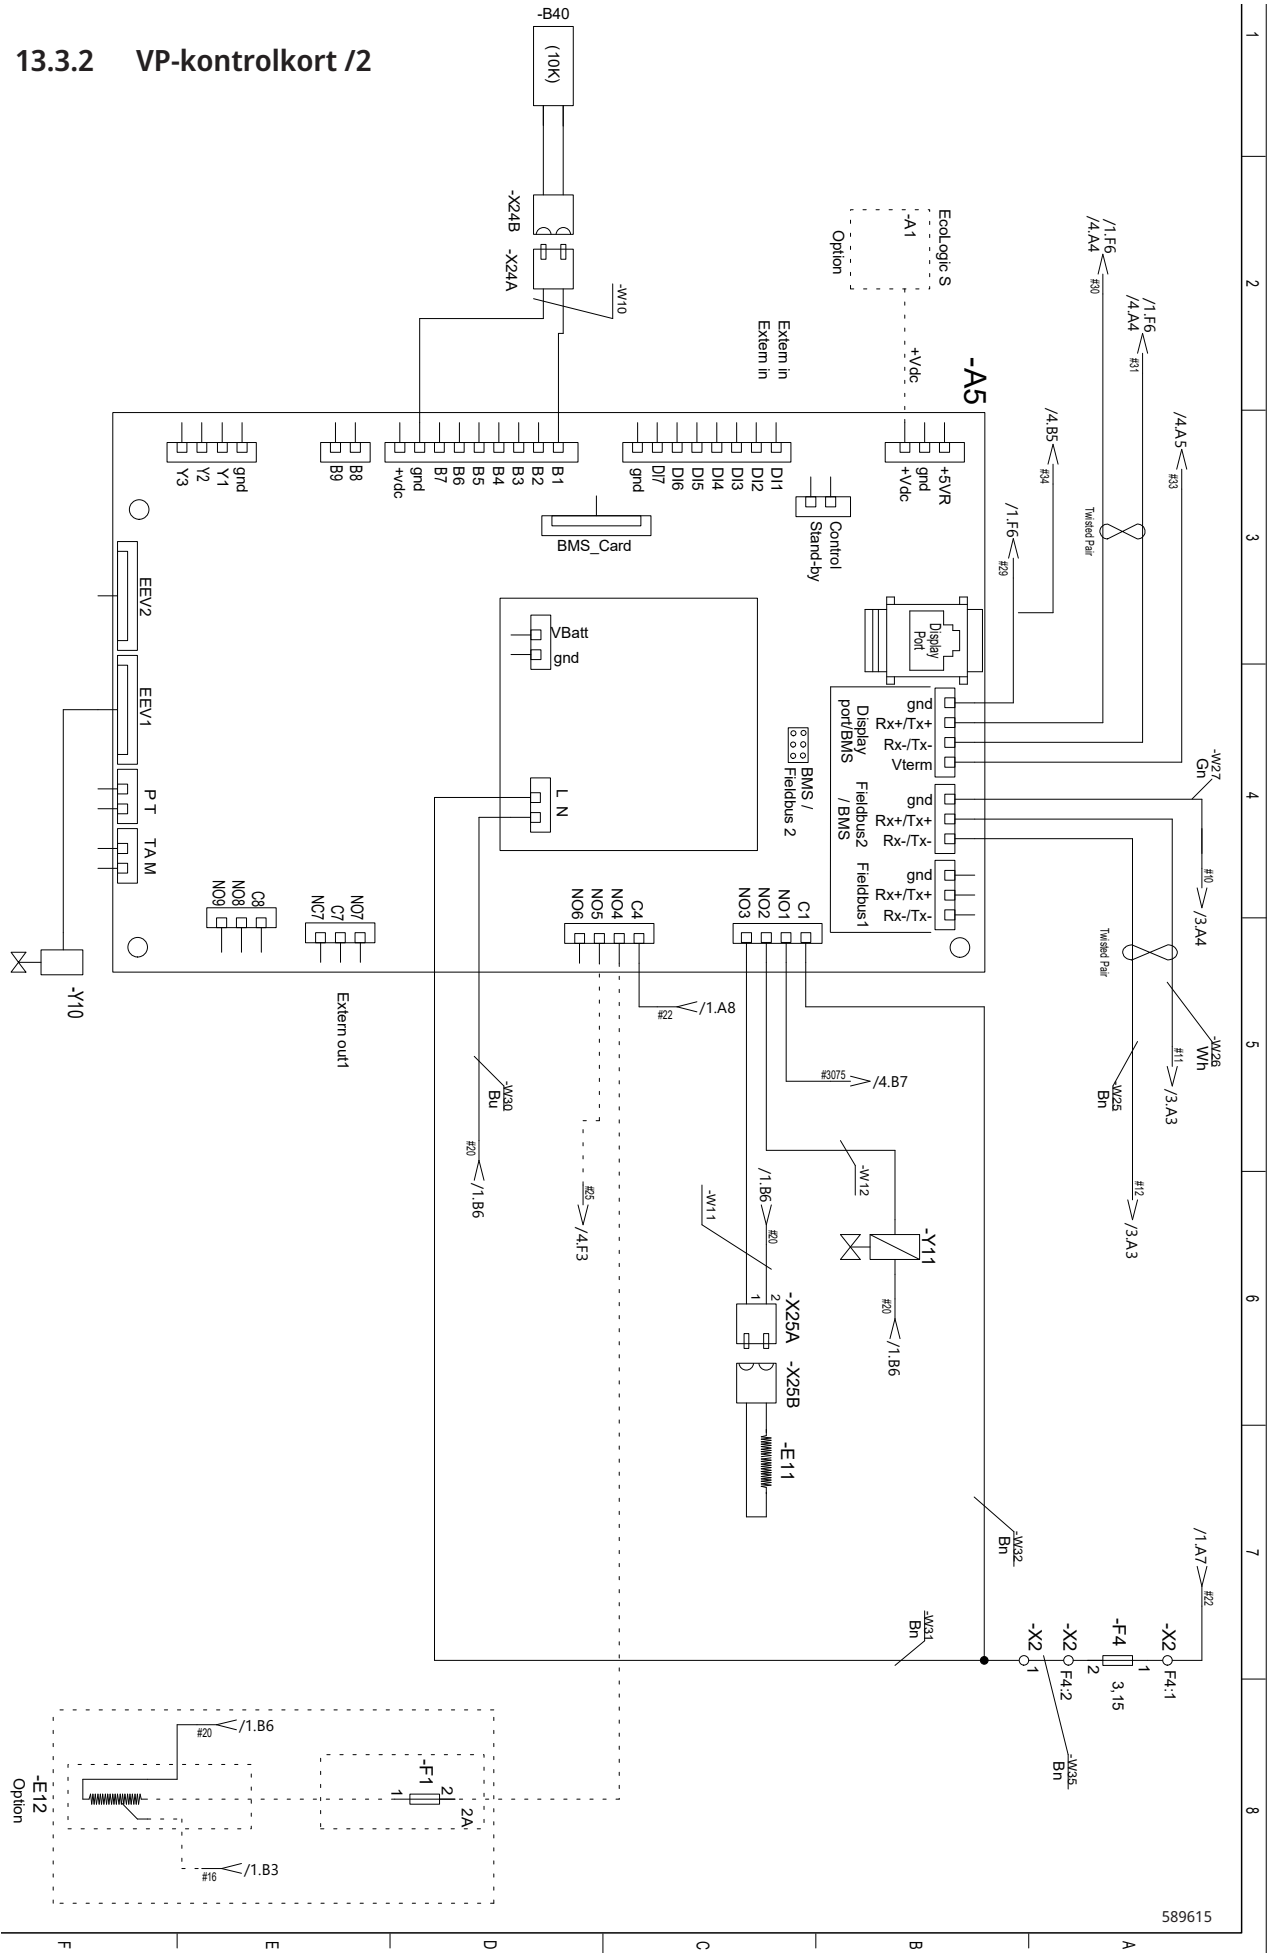 13.3.2 VP-kontrolkort /2
-B40
(10K)
-X24B
-X24A
-W10
EcoLogic S
-A1
Option
+Vdc
Extern in
Extern in
-A5
/1.F6
/4.A4
#30
/1.F6
/4.A4
#31
/4.A5
#33
/4.B5
#34
/1.F6
#29
Twisted Pair
Y3
Y2
Y1
gnd
B9
B8
+vdc
gnd
B7
B6
B5
B4
B3
B2
B1
gnd
DI7
DI6
DI5
DI4
DI3
DI2
DI1
+Vdc
gnd
+5VR
BMS_Card
Control
Stand-by
EEV2
EEV1
P T
TA M
VBatt
gnd
L N
Display
Port
gnd
Rx+/Tx+
Rx-/Tx-
Vterm
Display
port/BMS
gnd
Rx+/Tx+
Rx-/Tx-
Fieldbus2
/ BMS
gnd
Rx+/Tx+
Rx-/Tx-
Fieldbus1
BMS /
Fieldbus 2
-W27
Gn
#10
/3.A4
Twisted Pair
-W26
Wh
#11
/3.A3
-W25
Bn
#12
/3.A3
NO9
NO8
C8
NC7
C7
NO7
NO6
NO5
NO4
C4
NO3
NO2
NO1
C1
-Y10
Extern out1
/1.A8
#22
#3075
/4.B7
-W30
Bu
#20
/1.B6
#25
/4.F3
-W11
/1.B6
#20
-W12
-Y11
#20
/1.B6
1
2
-X25A
-X25B
-E11
-W32
Bn
-W31
Bn
/1.A7
#22
-X2
1
-X2
F4:2
-F4
2
1
3,15
-X2
F4:1
-W35
Bn
/1.B6
#20
-F1
1
2
2A
-E12
Option
/1.B3
#16
1
2
3
4
5
6
7
8
F
E
D
C
B
A
589615